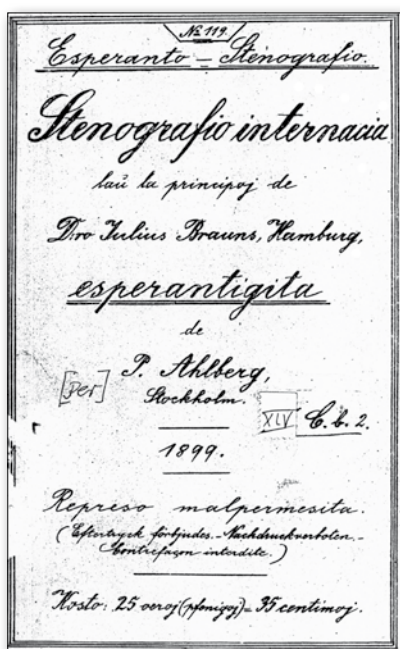 № 119.
Esperanto – Stenografio.
Stenografio internacia
laŭ la principoj de
D:ro Julius Brauns, Hamburg,
esperantigita
de
P. Ahlberg,
[per]
Stockholm.
XLV C. b. 2.
1899.
Represo malpermesita.
(Eftertryck förbjudes. - Nachdruck verboten. -
Contrefaçon interdite.)
Kosto: 25 oeroj (pfenigoj) = 35 centimoj.